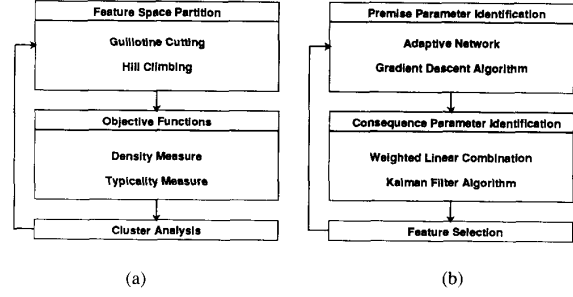 Feature Space Partition
Guillotine Cutting
Hill Climbing
Objective Functions
Density Measure
Typicality Measure
Cluster Analysis
(a)
Premise Parameter Identification
Adaptive Network
Gradient Descent Algorithm
Consequence Parameter Identification
Weighted Linear Combination
Kalman Filter Algorithm
Feature Selection
(b)